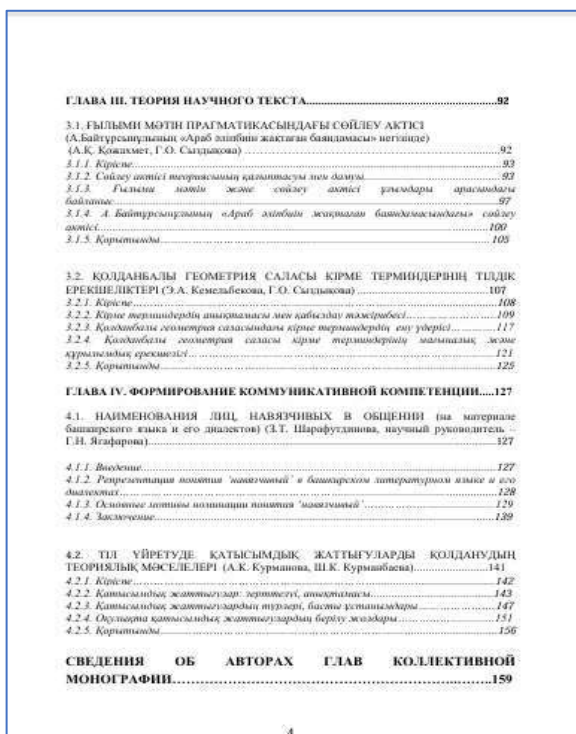 ГЛАВА III. ТЕОРИЯ НАУЧНОГО ТЕКСТА..........92
3.1. ҒЫЛЫМИ МӘТІН ПРАГМАТИКАСЫНДАҒЫ СӨЙЛЕУ АКТІСІ
(А.Байтұрсынұлының «Араб әліпбиін жақтаған баяндамасы» негізінде)
(А.Қ. Қожахмет, Г.О. Сыздықова) ..........92
3.1.1. Кіріспе..........93
3.1.2. Сөйлеу актісі теориясының қалыптасуы мен дамуы..........93
3.1.3. Ғылыми мәтін және сөйлеу актісі ұғымдары арасындағы
байланыс..........97
3.1.4. А. Байтұрсынұлының «Араб әліпбиін жақтаған баяндамасындағы» сөйлеу
актісі..........100
3.1.5. Қорытынды..........105
3.2. ҚОЛДАНБАЛЫ ГЕОМЕТРИЯ САЛАСЫ КІРМЕ ТЕРМИНДЕРІНІҢ ТІЛДІК
ЕРЕКШЕЛІКТЕРІ (Э.А. Кемельбекова, Г.О. Сыздықова) ..........107
3.2.1. Кіріспе..........108
3.2.2. Кірме терминдердің анықтамасы мен қабылдау тәжірибесі..........109
3.2.3. Қолданбалы геометрия саласындағы кірме терминдердің ену үдерісі..........117
3.2.4. Қолданбалы геометрия саласы кірме терминдерінің мағыналық және
құрылымдық ерекшелігі..........121
3.2.5. Қорытынды..........125
ГЛАВА IV. ФОРМИРОВАНИЕ КОММУНИКАТИВНОЙ КОМПЕТЕНЦИИ.....127
4.1. НАИМЕНОВАНИЯ ЛИЦ, НАВЯЗЧИВЫХ В ОБЩЕНИИ (на материале
башкирского языка и его диалектов) (З.Т. Шарафутдинова, научный руководитель –
Г.Н. Ягафарова)..........127
4.1.1. Введение..........127
4.1.2. Репрезентация понятия ‘навязчивый’ в башкирском литературном языке и его
диалектах..........128
4.1.3. Основные мотивы номинации понятия ‘навязчивый’..........129
4.1.4. Заключение..........139
4.2. ТІЛ ҮЙРЕТУДЕ ҚАТЫСЫМДЫҚ ЖАТТЫҒУЛАРДЫ ҚОЛДАНУДЫҢ
ТЕОРИЯЛЫҚ МӘСЕЛЕЛЕРІ (А.К. Курманова, Ш.К. Курманбаева)..........141
4.2.1. Кіріспе..........142
4.2.2. Қатысымдық жаттығулар: зерттелуі, анықтамасы..........143
4.2.3. Қатысымдық жаттығулардың түрлері, басты ұстанымдары..........147
4.2.4. Оқулықта қатысымдық жаттығулардың берілу жолдары..........151
4.2.5. Қорытынды..........156
СВЕДЕНИЯ ОБ АВТОРАХ ГЛАВ КОЛЛЕКТИВНОЙ
МОНОГРАФИИ..........159
4